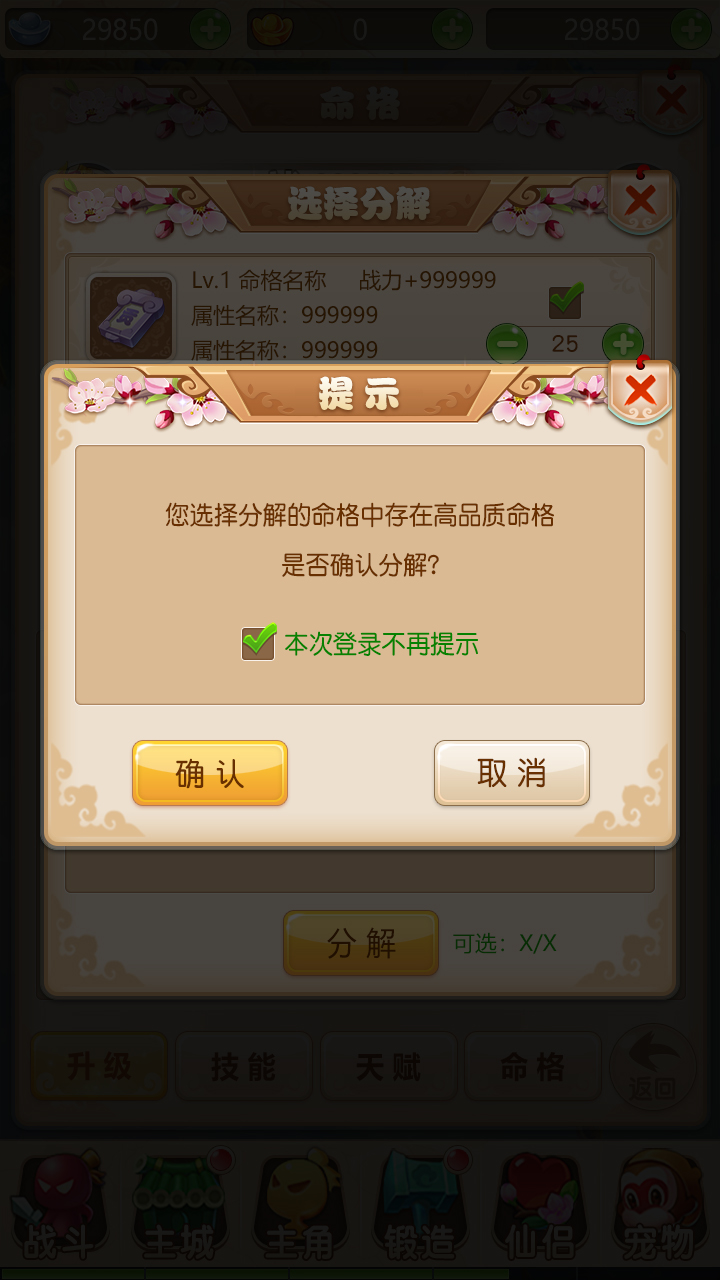 29850 0 29850
命格
选择分解
Lv.1 命格名称 战力+999999
属性名称：999999
25
属性名称：999999
提示
您选择分解的命格中存在高品质命格
是否确认分解?
本次登录不再提示
确认 取消
分解 可选：X/X
升级 技能 天赋 命格 返回
战斗 主城 主角 锻造 仙侣 宠物